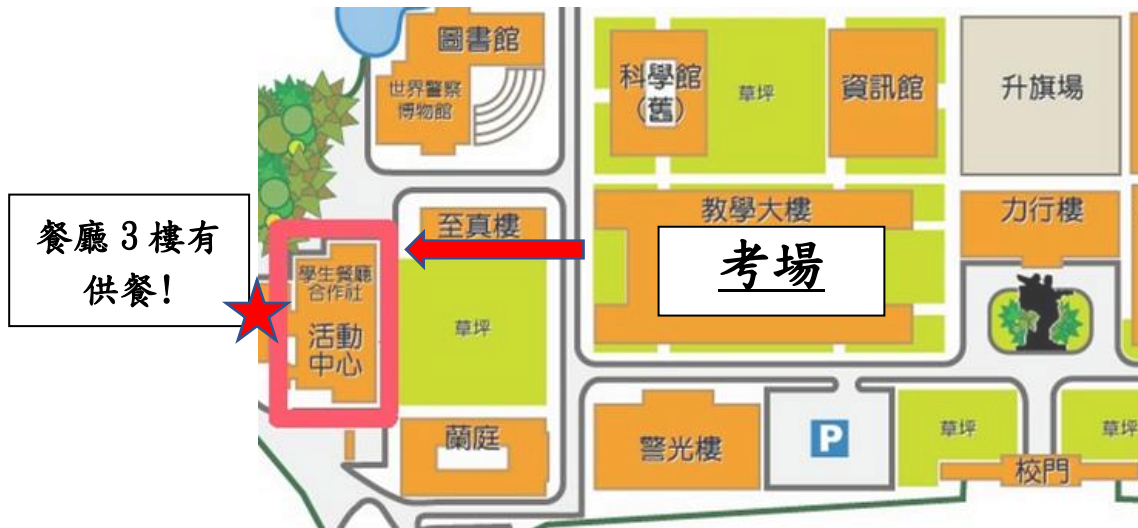 圖書館
世界警察
博物館
科學館
(舊)
草坪
資訊館
升旗場
餐廳 3 樓有
供餐!
至真樓
教學大樓
考場
力行樓
學生餐廳
合作社
活動
中心
草坪
蘭庭
警光樓
P
草坪
草坪
校門